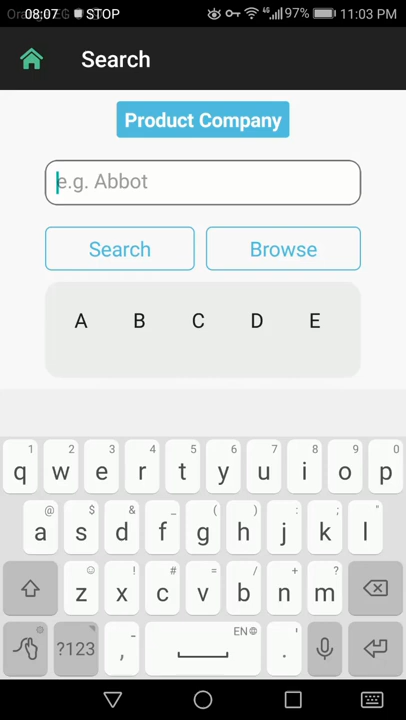 08:07 STOP 4G 97% 11:03 PM
Search
Product Company
e.g. Abbot
Search Browse
A B C D E
1 2 3 4 5 6 7 8 9 0
q w e r t y u i o p
@ $ & _ ( ) : ; "
a s d f g h j k l
! # = / + ?
z x c v b n m
EN
?123 , .